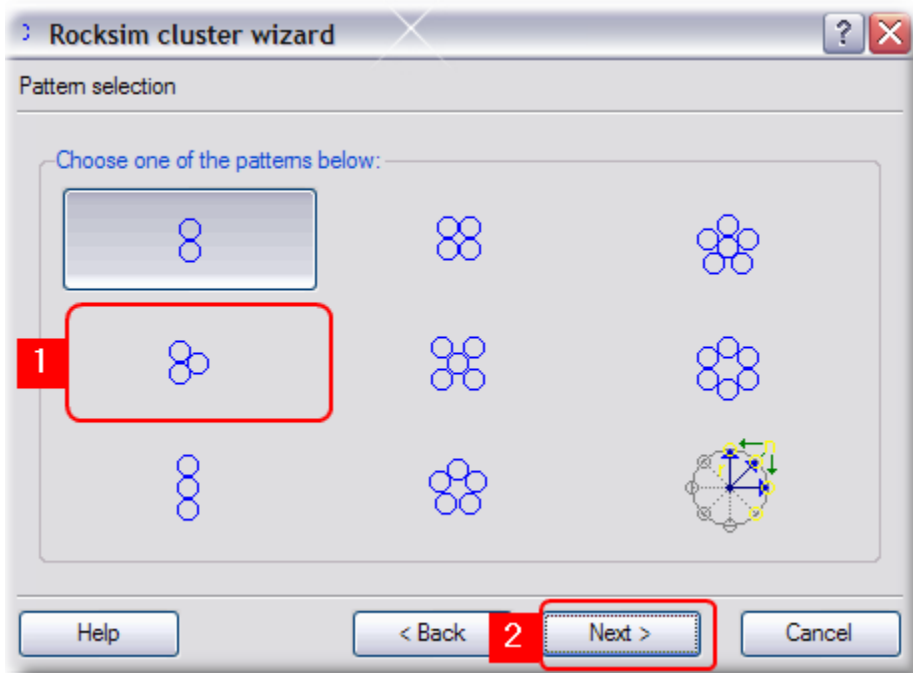 Rocksim cluster wizard
?
Pattern selection
Choose one of the patterns below:
1
Help
< Back
2
Next >
Cancel